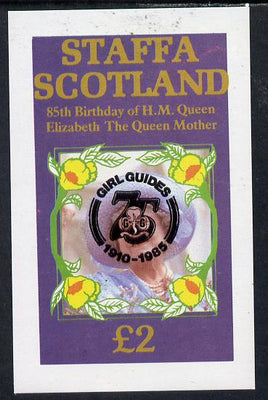 STAFFA
SCOTLAND
85th Birthday of H.M. Queen
Elizabeth The Queen Mother
GIRL GUIDES
75
1910-1985
£2